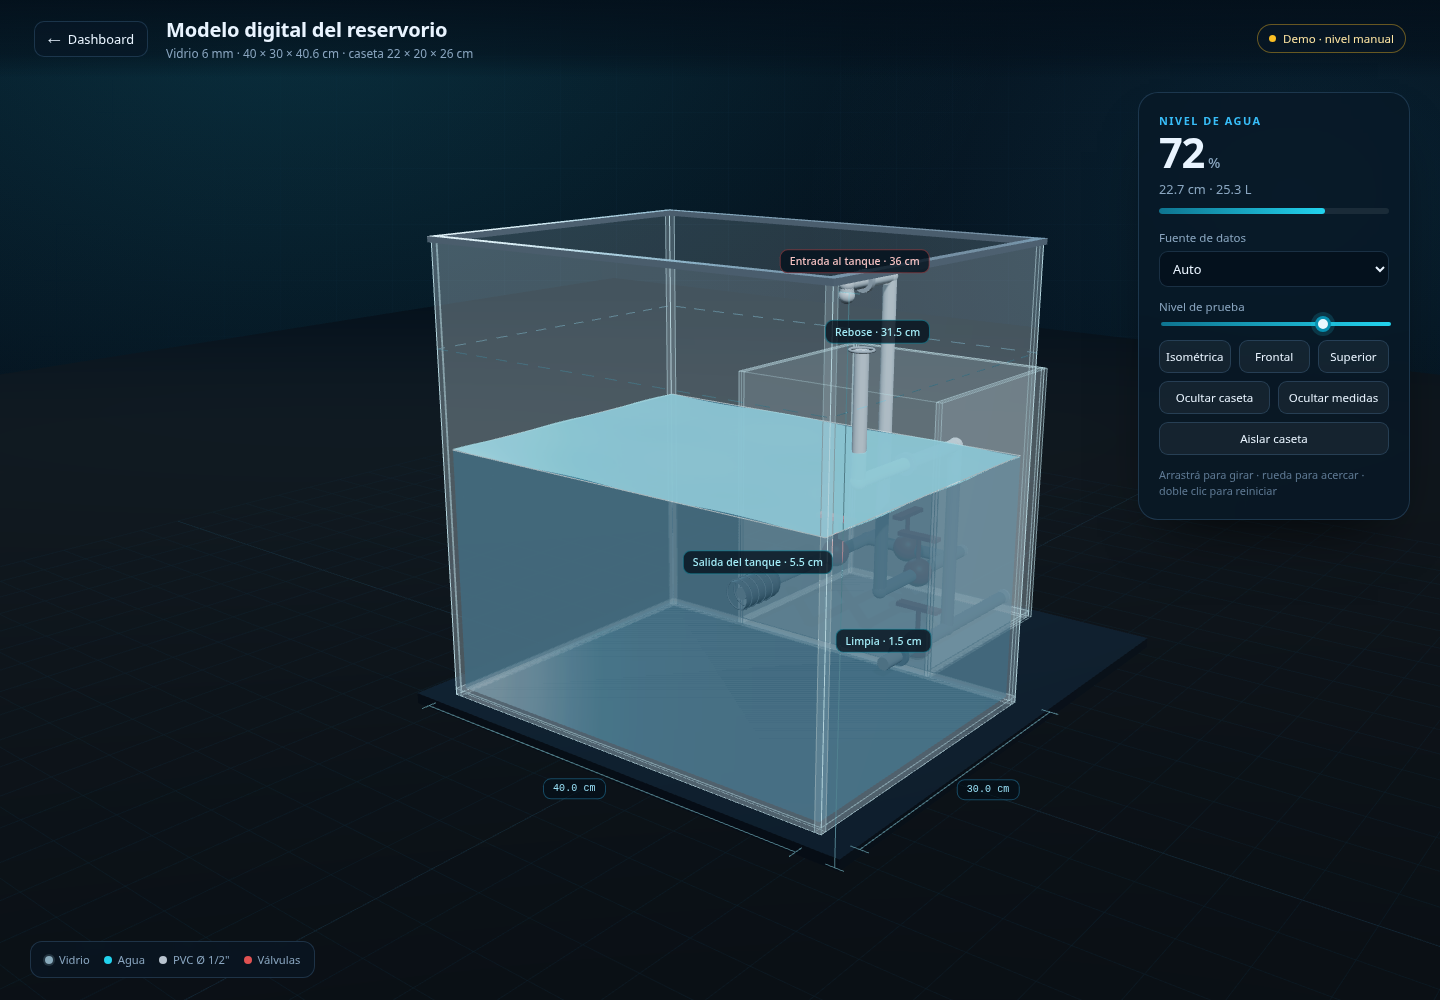 ← Dashboard
Modelo digital del reservorio
Vidrio 6 mm · 40 × 30 × 40.6 cm · caseta 22 × 20 × 26 cm
Demo · nivel manual
NIVEL DE AGUA
72 %
22.7 cm · 25.3 L
Fuente de datos
Auto
Nivel de prueba
Isométrica
Frontal
Superior
Ocultar caseta
Ocultar medidas
Aislar caseta
Arrastrá para girar · rueda para acercar ·
doble clic para reiniciar
Entrada al tanque · 36 cm
Rebose · 31.5 cm
Salida del tanque · 5.5 cm
Limpia · 1.5 cm
40.0 cm
30.0 cm
Vidrio
Agua
PVC Ø 1/2"
Válvulas